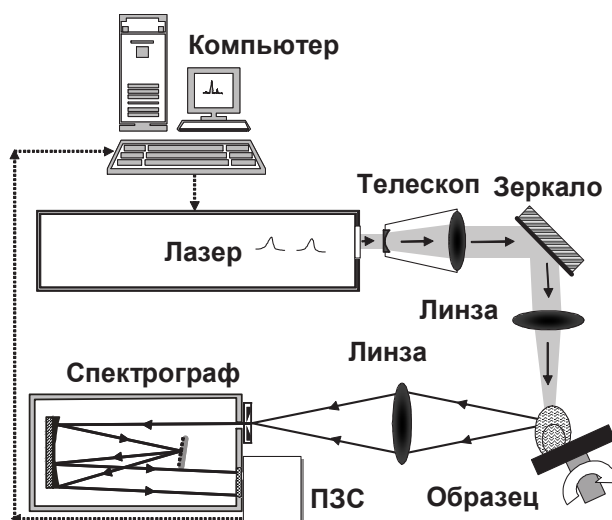 Компьютер
Телескоп Зеркало
Лазер
Линза
Линза
Спектрограф
ПЗС
Образец